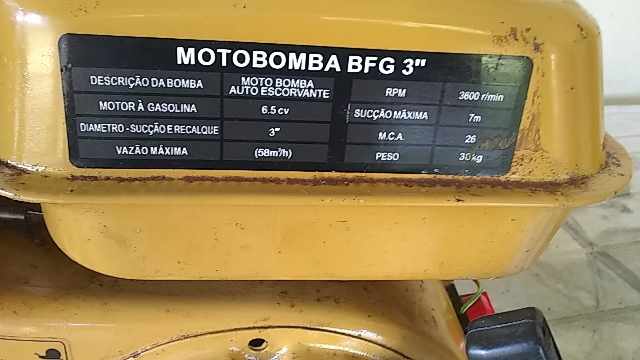 MOTOBOMBA BFG 3"
DESCRIÇÃO DA BOMBA MOTO BOMBA AUTO ESCORVANTE
MOTOR À GASOLINA 6.5 cv
DIAMETRO - SUCÇÃO E RECALQUE 3"
VAZÃO MÁXIMA (58m³/h)
RPM 3600 r/min
SUCÇÃO MÁXIMA 7m
M.C.A. 26
PESO 30 kg